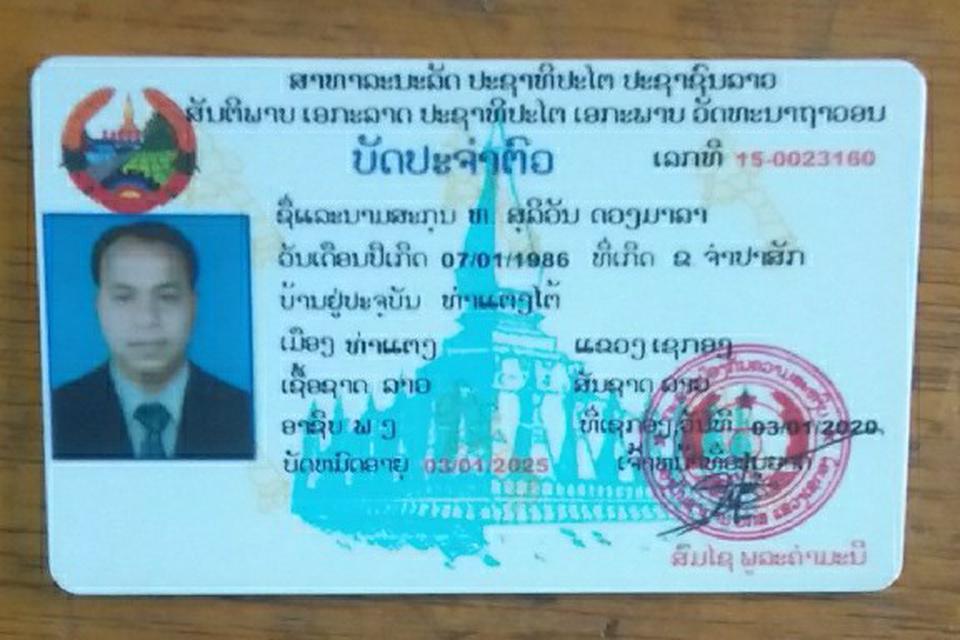 ສາທາລະນະລັດ ປະຊາທິປະໄຕ ປະຊາຊົນລາວ
ສັນຕິພາບ ເອກະລາດ ປະຊາທິປະໄຕ ເອກະພາບ ວັດທະນາຖາວອນ
ບັດປະຈຳຕົວ
ເລກທີ 15-0023160
ຊື່ແລະນາມສະກຸນ ທ. ສຸລິວັນ ດວງມາລາ
ວັນເດືອນປີເກີດ 07/01/1986 ທີ່ເກີດ ຂ ຈຳປາສັກ
ບ້ານຢູ່ປະຈຸບັນ ທ່າແຕງໃຕ້
ເມືອງ ທ່າແຕງ ແຂວງ ເຊກອງ
ເຊື້ອຊາດ ລາວ ສັນຊາດ ລາວ
ອາຊີບ ພ ງ ທີ່ເຊກອງ ວັນທີ 03/01/2020
ບັດຫມົດອາຍຸ 03/01/2025 ເຈົ້າຫນ້າທີ່ອະນຸຍາດ
ສົມໄຊ ພູລະຄຳມະນີ